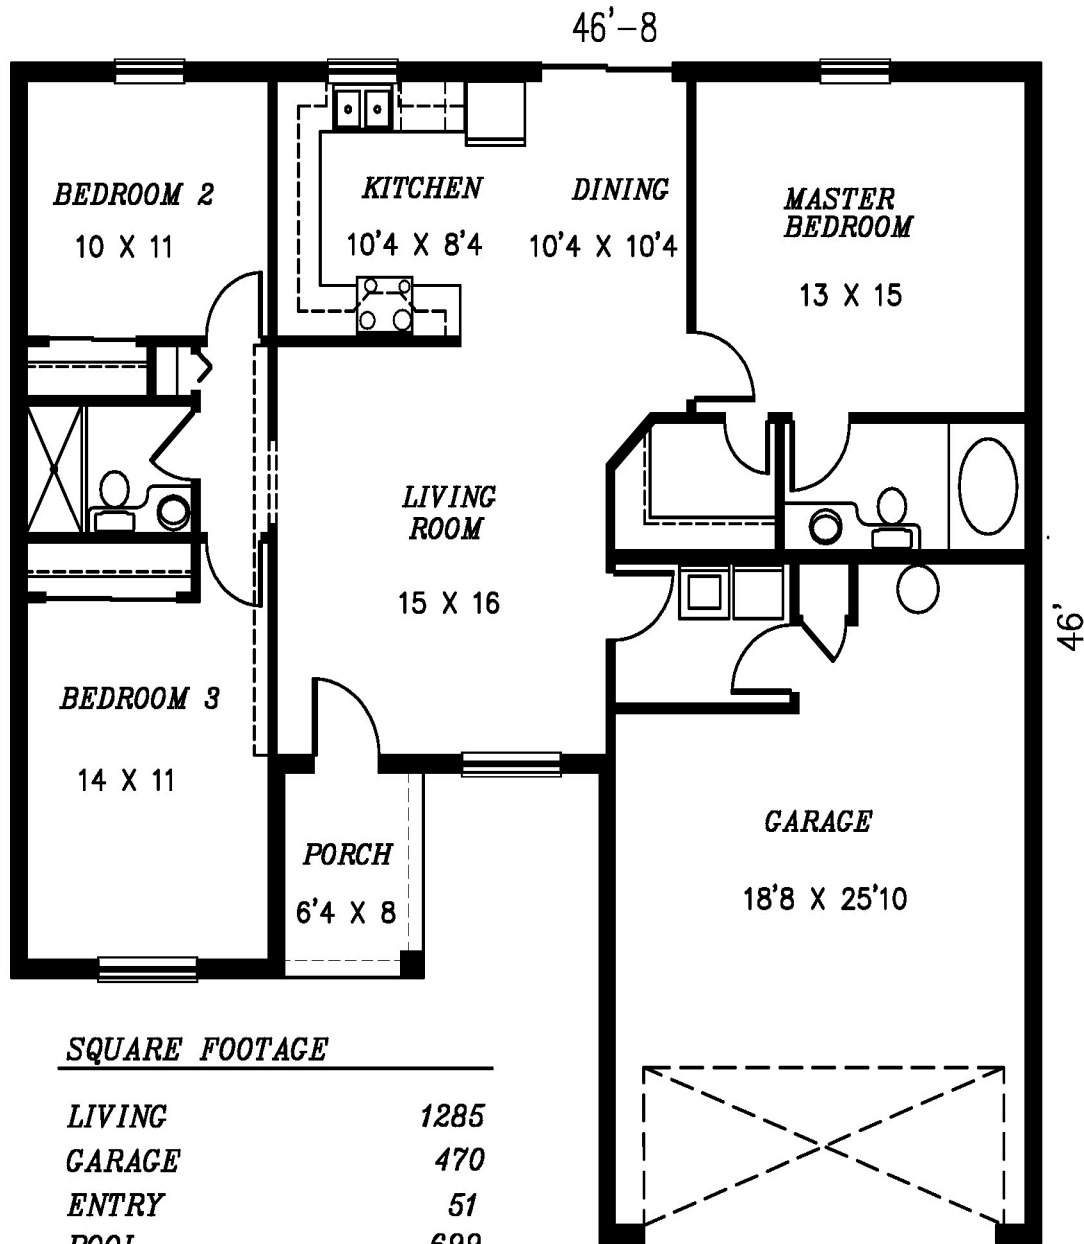 46'-8
BEDROOM 2
10 X 11
KITCHEN
10'4 X 8'4
DINING
10'4 X 10'4
MASTER
BEDROOM
13 X 15
LIVING
ROOM
15 X 16
46'
BEDROOM 3
14 X 11
PORCH
6'4 X 8
GARAGE
18'8 X 25'10
SQUARE FOOTAGE
LIVING 1285
GARAGE 470
ENTRY 51